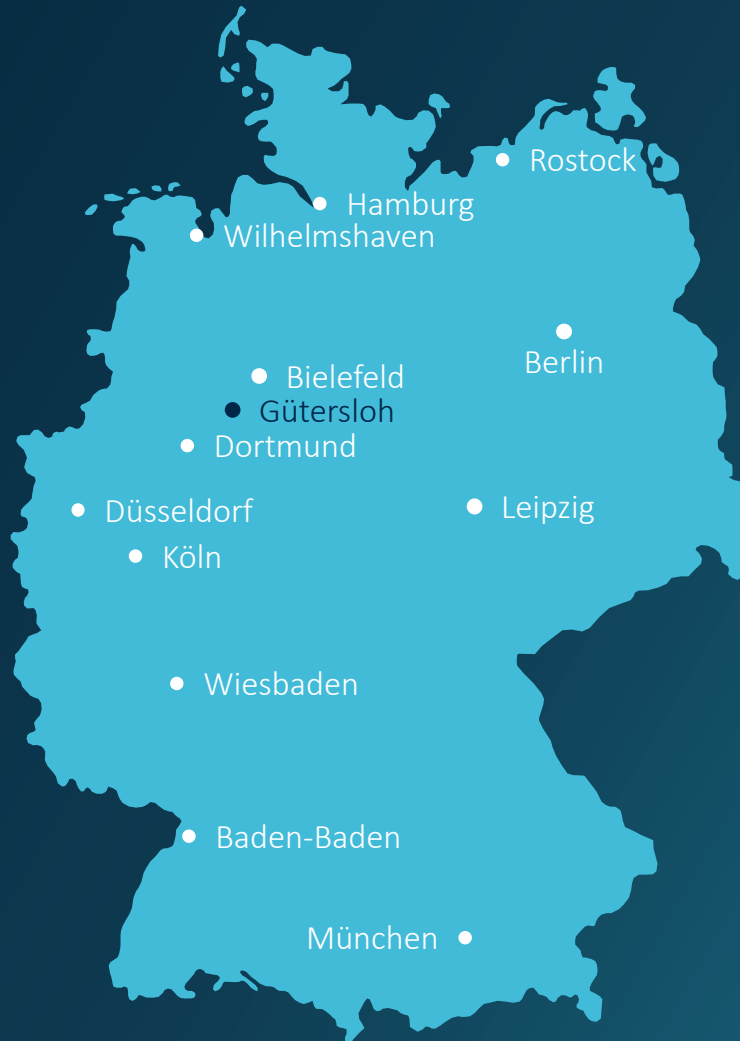 Rostock
Hamburg
Wilhelmshaven
Berlin
Bielefeld
Gütersloh
Dortmund
Leipzig
Düsseldorf
Köln
Wiesbaden
Baden-Baden
München